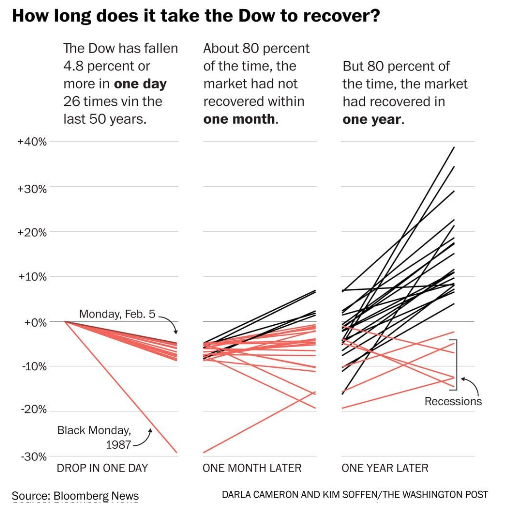 How long does it take the Dow to recover?
The Dow has fallen
4.8 percent or
more in one day
26 times vin the
last 50 years.
About 80 percent
of the time, the
market had not
recovered within
one month.
But 80 percent of
the time, the market
had recovered in
one year.
+40%
+30%
+20%
+10%
+0%
-10%
-20%
-30%
Monday, Feb. 5
Black Monday,
1987
Recessions
DROP IN ONE DAY
ONE MONTH LATER
ONE YEAR LATER
Source: Bloomberg News
DARLA CAMERON AND KIM SOFFEN/THE WASHINGTON POST